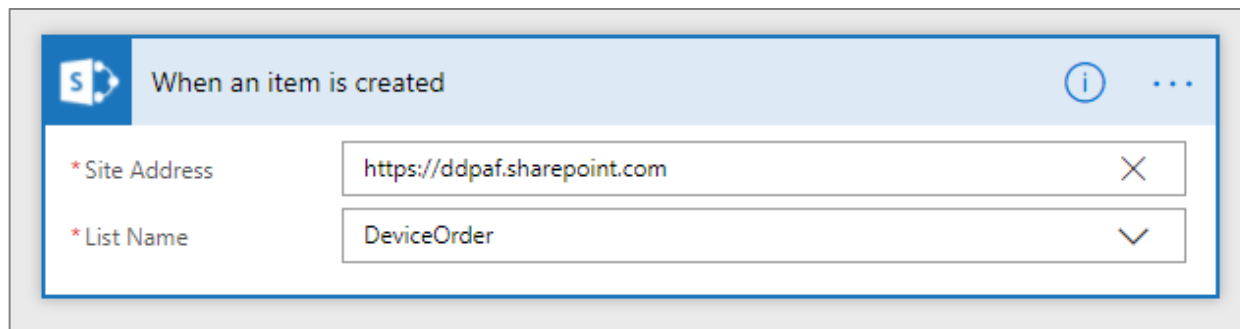 S
When an item is created
i
...
* Site Address
https://ddpaf.sharepoint.com
* List Name
DeviceOrder